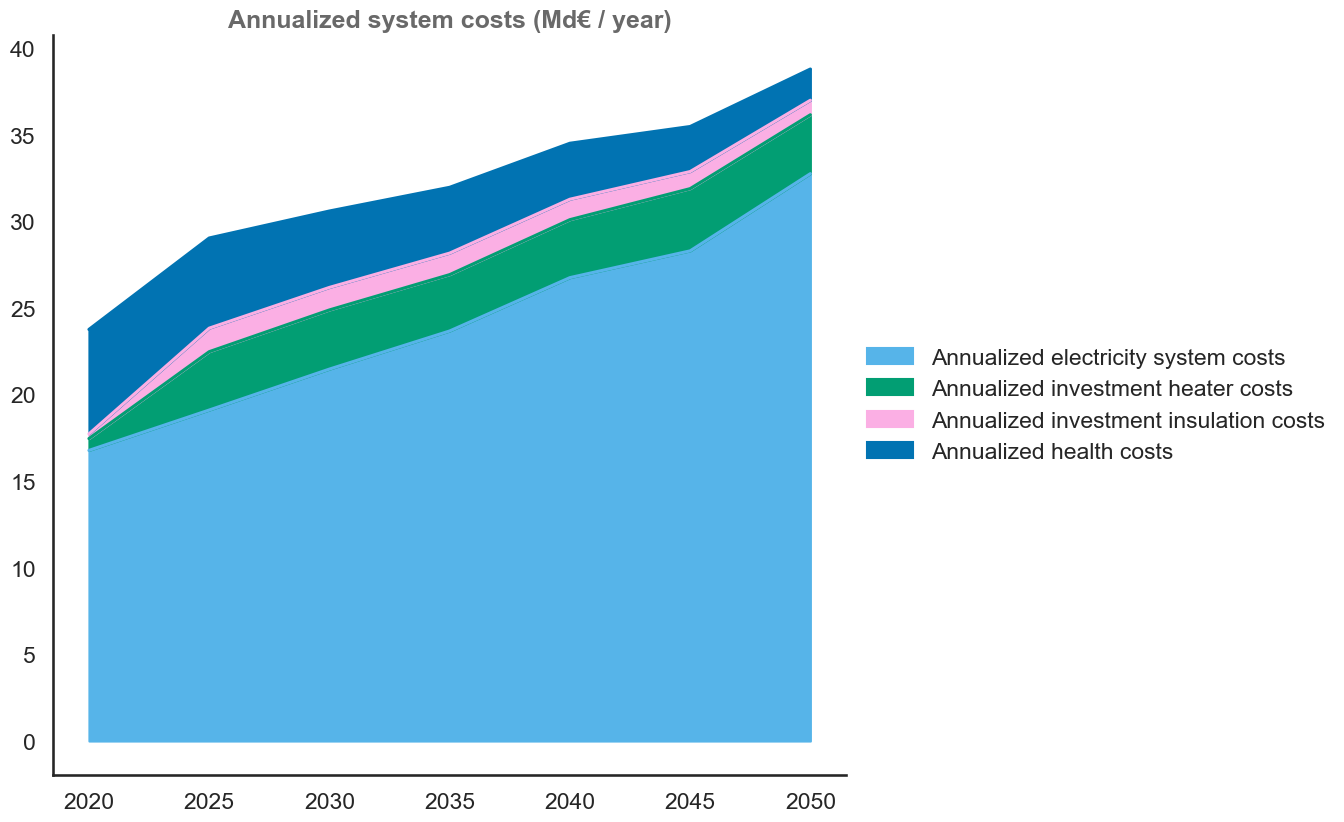 Annualized system costs (Md€ / year)
40
35
30
25
20
15
10
5
0
2020 2025 2030 2035 2040 2045 2050
Annualized electricity system costs
Annualized investment heater costs
Annualized investment insulation costs
Annualized health costs